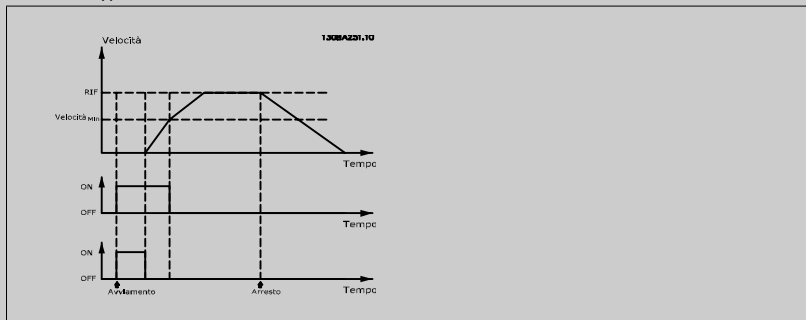 Velocità
130BA251.10
RIF
Velocità MIn
Tempo
ON
OFF
Tempo
ON
OFF
Tempo
Avviamento
Arresto